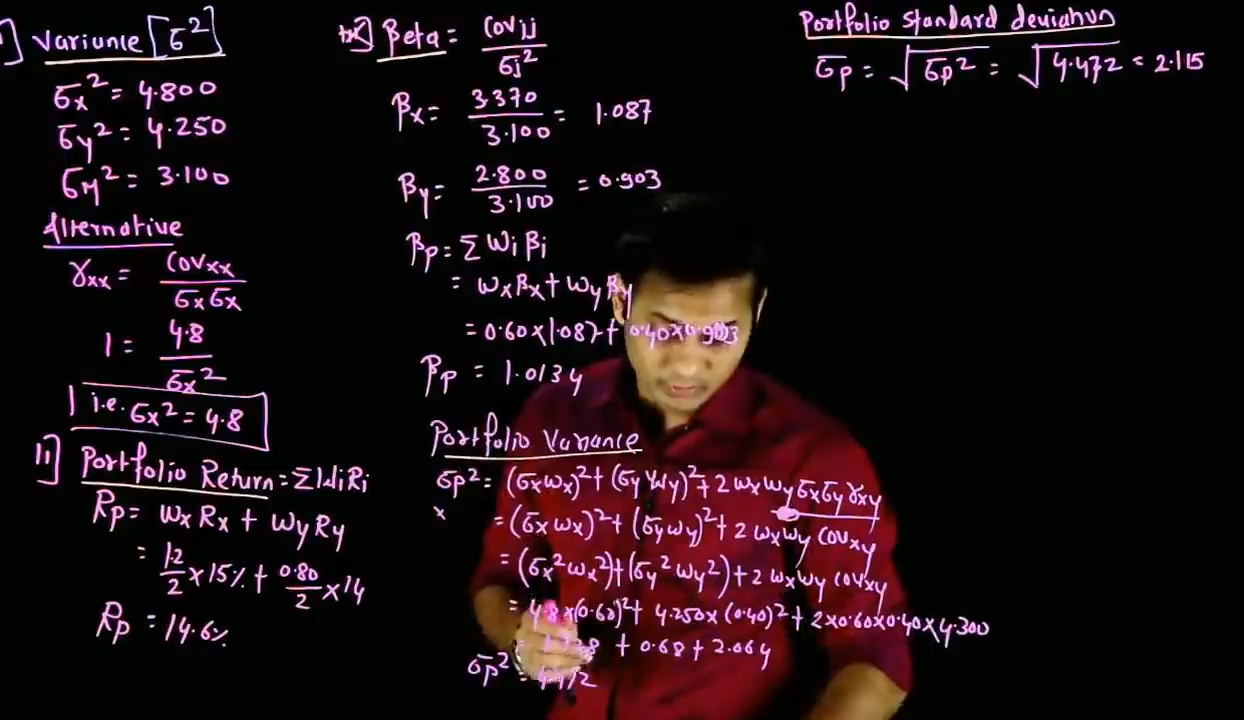 I] Variance [σ²]
σx² = 4.800
σy² = 4.250
σM² = 3.100
Alternative
γxx = COVxx / σxσx
1 = 4.8 / σx²
i.e. σx² = 4.8
II] Portfolio Return = ΣWiRi
Rp = WxRx + WyRy
= 1.2/2 × 15% + 0.80/2 × 14
Rp = 14.6%
Beta = COVij / σj²
βx = 3.370 / 3.100 = 1.087
βy = 2.800 / 3.100 = 0.903
βp = ΣWiβi
= WxBx + WyBy
= 0.60×1.087 + 0.40×0.903
βp = 1.0134
Portfolio Variance
σp² = (σxwx)² + (σywy)² + 2wxwyσxσyγxy
= (σxwx)² + (σywy)² + 2 wxwy COVxy
= (σx²wx²) + (σy²wy²) + 2 wxwy COVxy
= 4.8×(0.60)² + 4.250×(0.40)² + 2×0.60×0.40×4.300
+ 0.68 + 2.064
σp² =
Portfolio standard deviation
σp = √σp² = √4.472 = 2.115